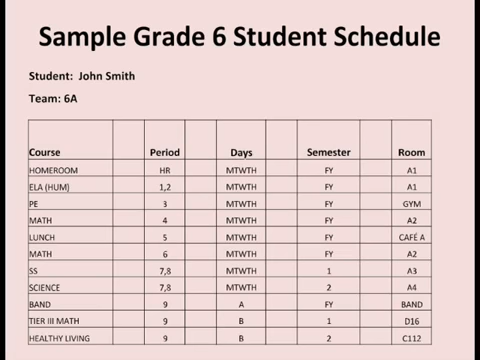 Sample Grade 6 Student Schedule
Student: John Smith
Team: 6A
Course Period Days Semester Room
HOMEROOM HR MTWTH FY A1
ELA (HUM) 1,2 MTWTH FY A1
PE 3 MTWTH FY GYM
MATH 4 MTWTH FY A2
LUNCH 5 MTWTH FY CAFÉ A
MATH 6 MTWTH FY A2
SS 7,8 MTWTH 1 A3
SCIENCE 7,8 MTWTH 2 A4
BAND 9 A FY BAND
TIER III MATH 9 B 1 D16
HEALTHY LIVING 9 B 2 C112